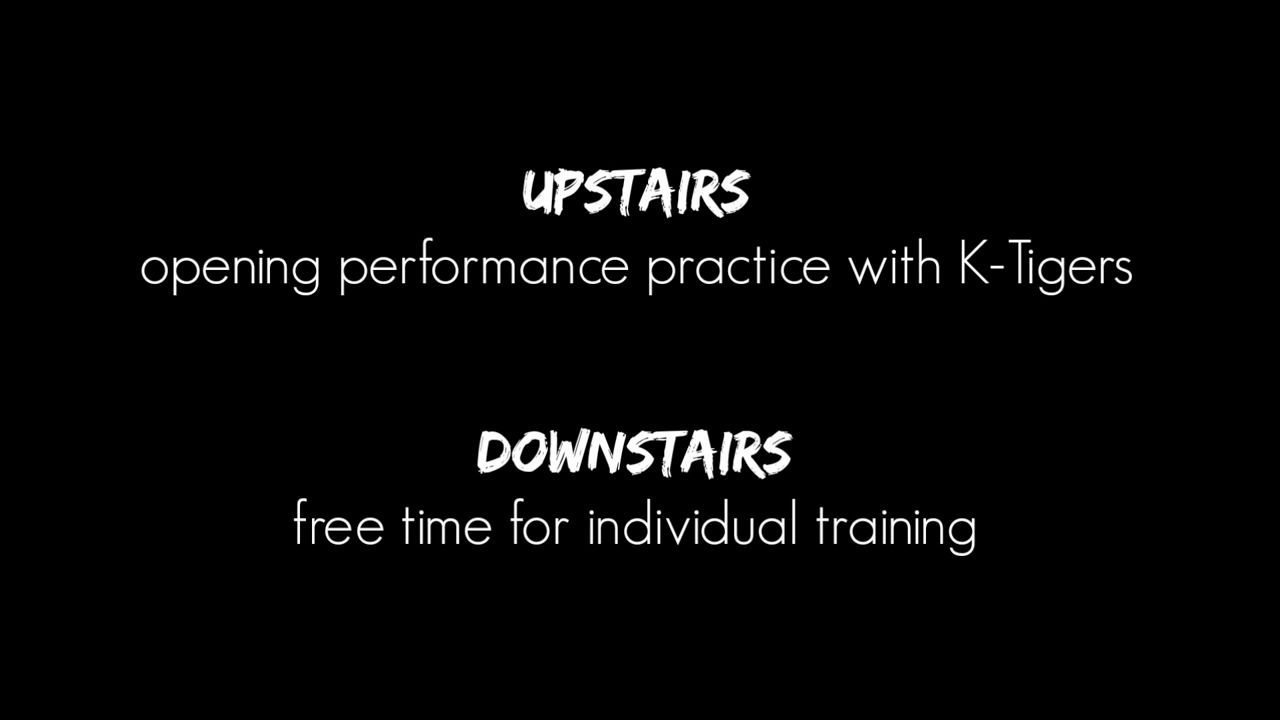 UPSTAIRS
opening performance practice with K-Tigers
DOWNSTAIRS
free time for individual training